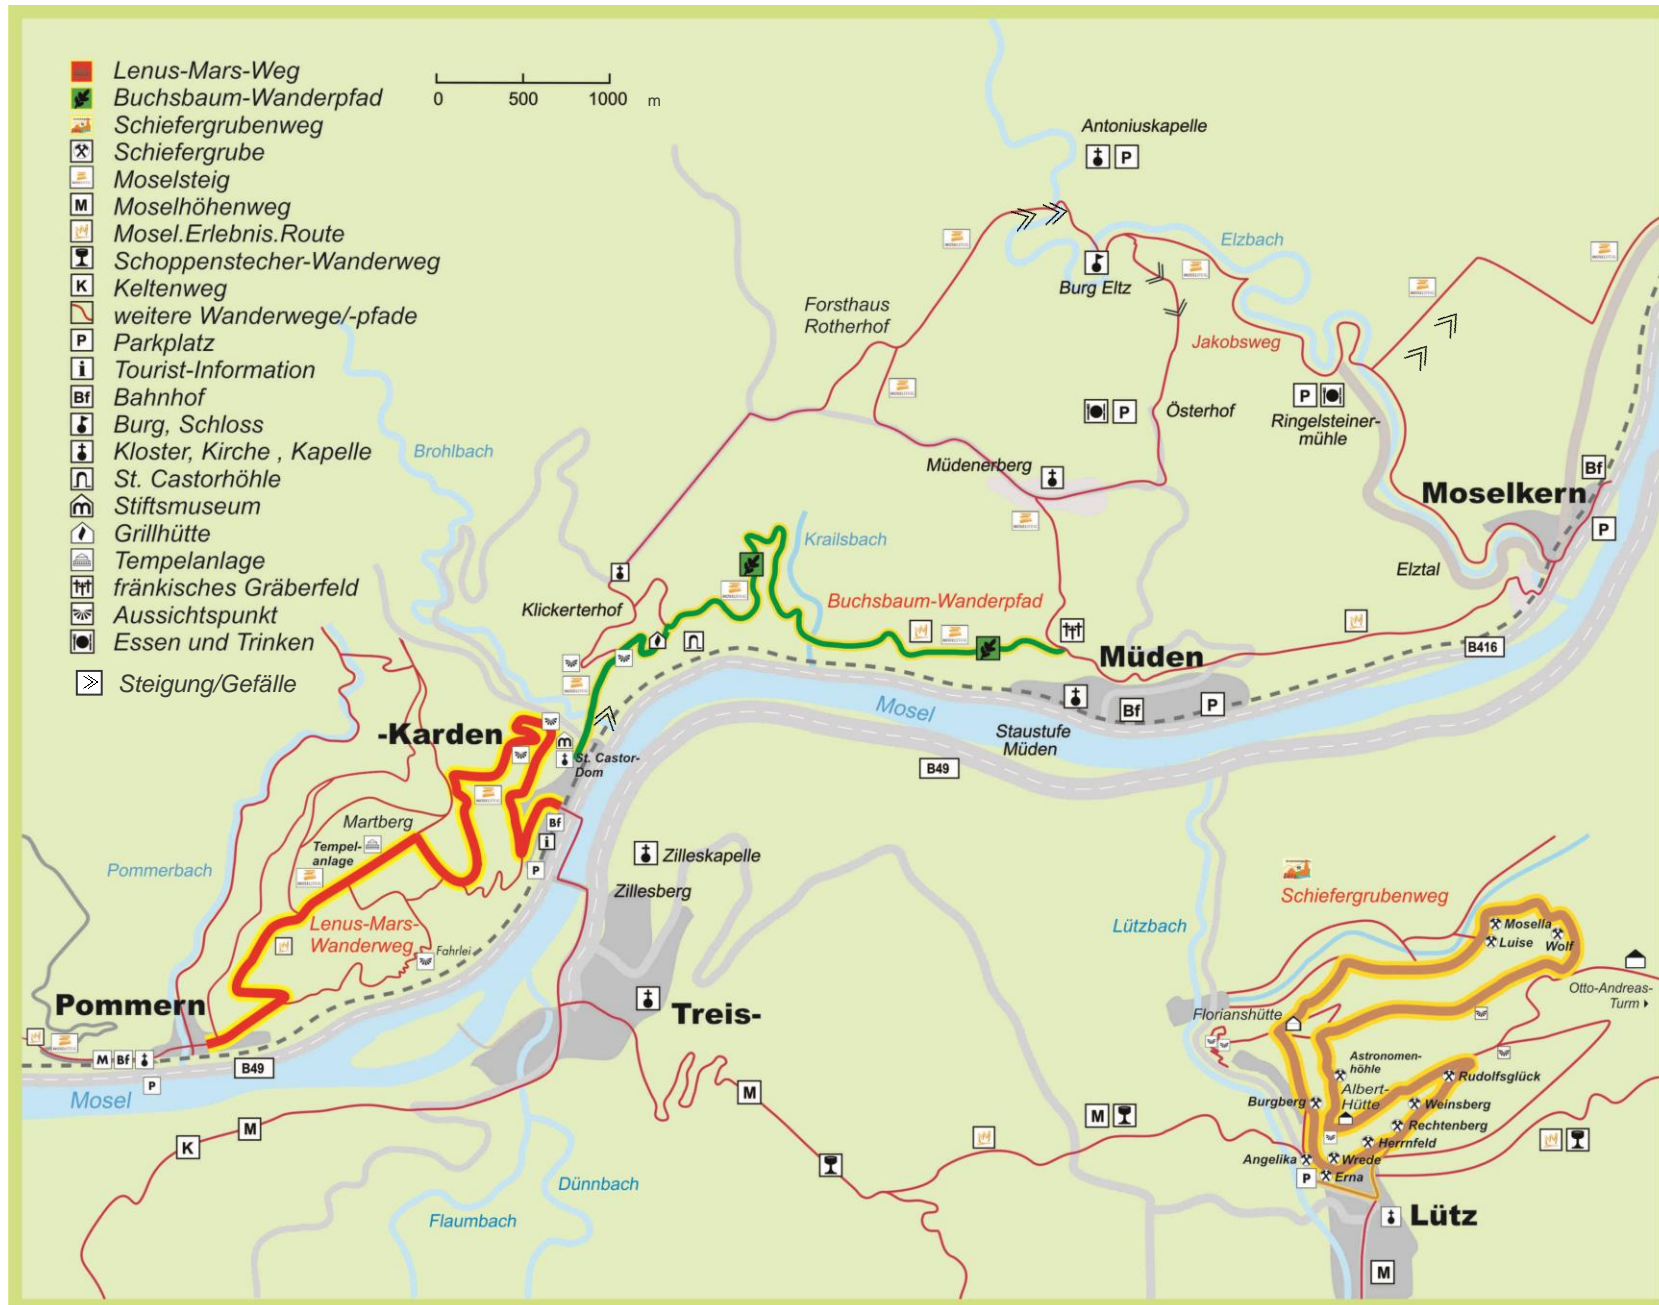 Lenus-Mars-Weg
Buchsbaum-Wanderpfad
Schiefergrubenweg
Schiefergrube
Moselsteig
M Moselhöhenweg
Mosel.Erlebnis.Route
Schoppenstecher-Wanderweg
K Keltenweg
weitere Wanderwege/-pfade
P Parkplatz
i Tourist-Information
Bf Bahnhof
Burg, Schloss
Kloster, Kirche , Kapelle
St. Castorhöhle
Stiftsmuseum
Grillhütte
Tempelanlage
fränkisches Gräberfeld
Aussichtspunkt
Essen und Trinken
Steigung/Gefälle
0 500 1000 m
Antoniuskapelle
P
Elzbach
Burg Eltz
Forsthaus
Rotherhof
Jakobsweg
P
Ringelsteiner-
mühle
P
Österhof
Müdenerberg
Brohlbach
Bf
Moselkern
P
Krailsbach
Elztal
Klickerterhof
Buchsbaum-Wanderpfad
Müden
B416
Bf
P
Mosel
Staustufe
Müden
B49
-Karden
St. Castor-
Dom
Martberg
Tempel-
anlage
Bf
i
P
Pommerbach
Lenus-Mars-
Wanderweg
Fahrlei
Zilleskapelle
Zillesberg
Pommern
M Bf
P
B49
Mosel
Treis-
K
M
M
M
Dünnbach
Flaumbach
Lützbach
Schiefergrubenweg
Mosella
Luise
Wolf
Otto-Andreas-
Turm
Florianshütte
Astronomen-
höhle
Albert-
Hütte
Rudolfsglück
Burgberg
Weinsberg
Rechtenberg
Herrnfeld
Angelika
Wrede
P
Erna
Lütz
M